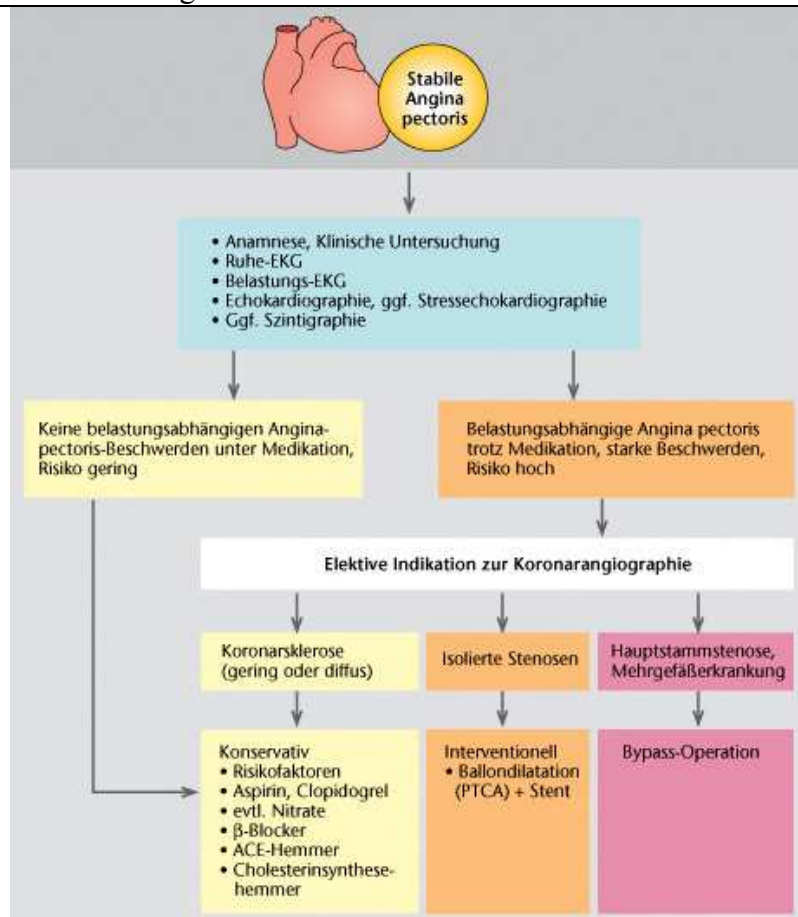 Stabile
Angina
pectoris
• Anamnese, Klinische Untersuchung
• Ruhe-EKG
• Belastungs-EKG
• Echokardiographie, ggf. Stressechokardiographie
• Ggf. Szintigraphie
Keine belastungsabhängigen Angina-
pectoris-Beschwerden unter Medikation,
Risiko gering
Belastungsabhängige Angina pectoris
trotz Medikation, starke Beschwerden,
Risiko hoch
Elektive Indikation zur Koronarangiographie
Koronarsklerose
(gering oder diffus)
Isolierte Stenosen
Hauptstammstenose,
Mehrgefäßerkrankung
Konservativ
• Risikofaktoren
• Aspirin, Clopidogrel
• evtl. Nitrate
• β-Blocker
• ACE-Hemmer
• Cholesterinsynthese-
hemmer
Interventionell
• Ballondilatation
(PTCA) + Stent
Bypass-Operation